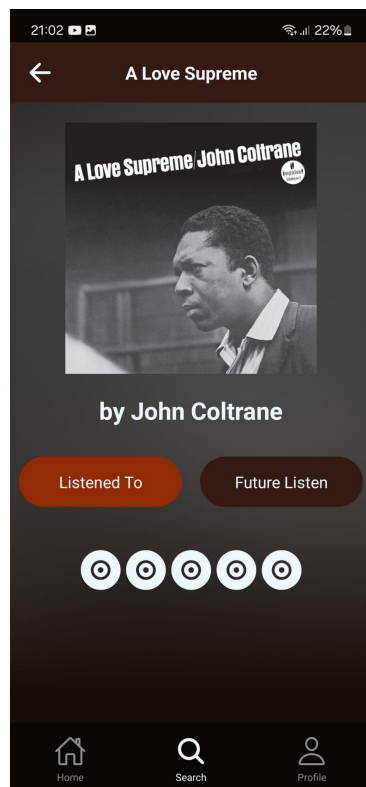 21:02 22%
A Love Supreme
A Love Supreme/John Coltrane
impulse!
by John Coltrane
Listened To Future Listen
Home Search Profile